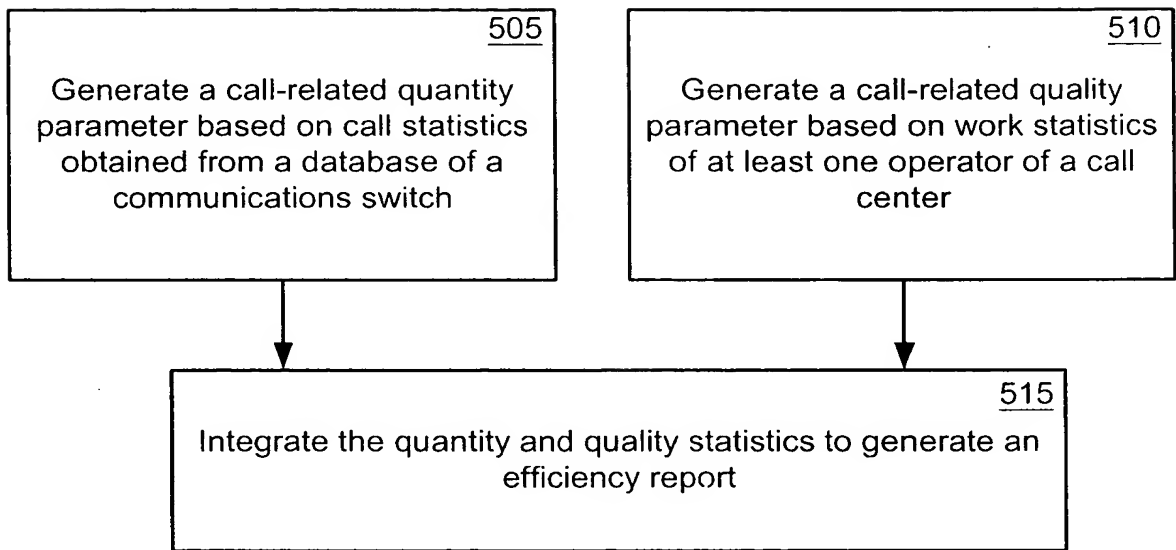 505
Generate a call-related quantity
parameter based on call statistics
obtained from a database of a
communications switch
510
Generate a call-related quality
parameter based on work statistics
of at least one operator of a call
center
515
Integrate the quantity and quality statistics to generate an
efficiency report